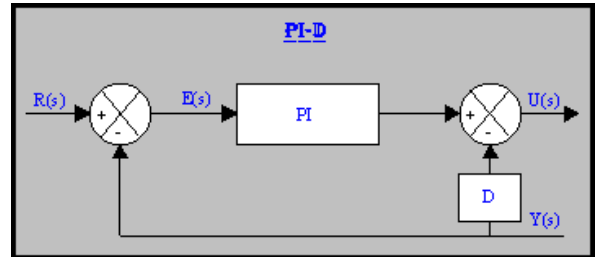 PI-D
R(s)
E(s)
U(s)
+
-
PI
+
-
D
Y(s)